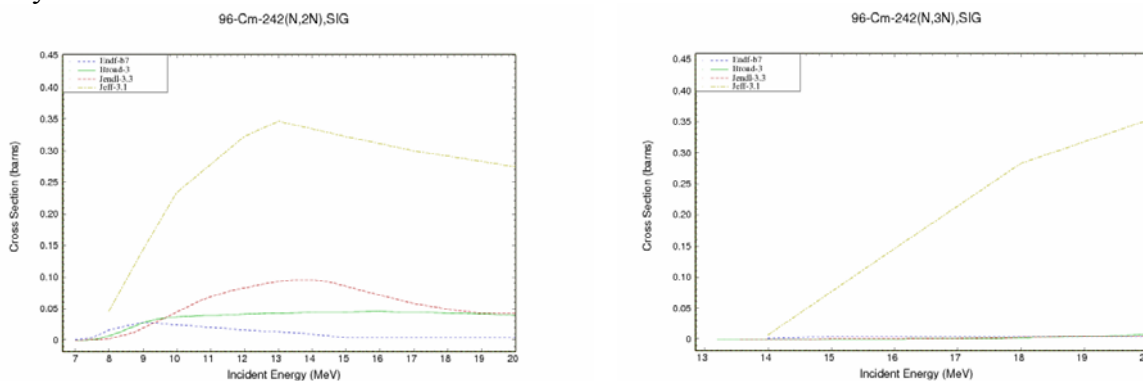 96-Cm-242(N,2N),SIG
0.45
0.40
0.35
0.30
0.25
0.20
0.15
0.10
0.05
0
Cross Section (barns)
Endf-b7
Brond-3
Jendl-3.3
Jeff-3.1
7 8 9 10 11 12 13 14 15 16 17 18 19 20
Incident Energy (MeV)
96-Cm-242(N,3N),SIG
0.45
0.40
0.35
0.30
0.25
0.20
0.15
0.10
0.05
0
Cross Section (barns)
Endf-b7
Brond-3
Jendl-3.3
Jeff-3.1
13 14 15 16 17 18 19
Incident Energy (MeV)